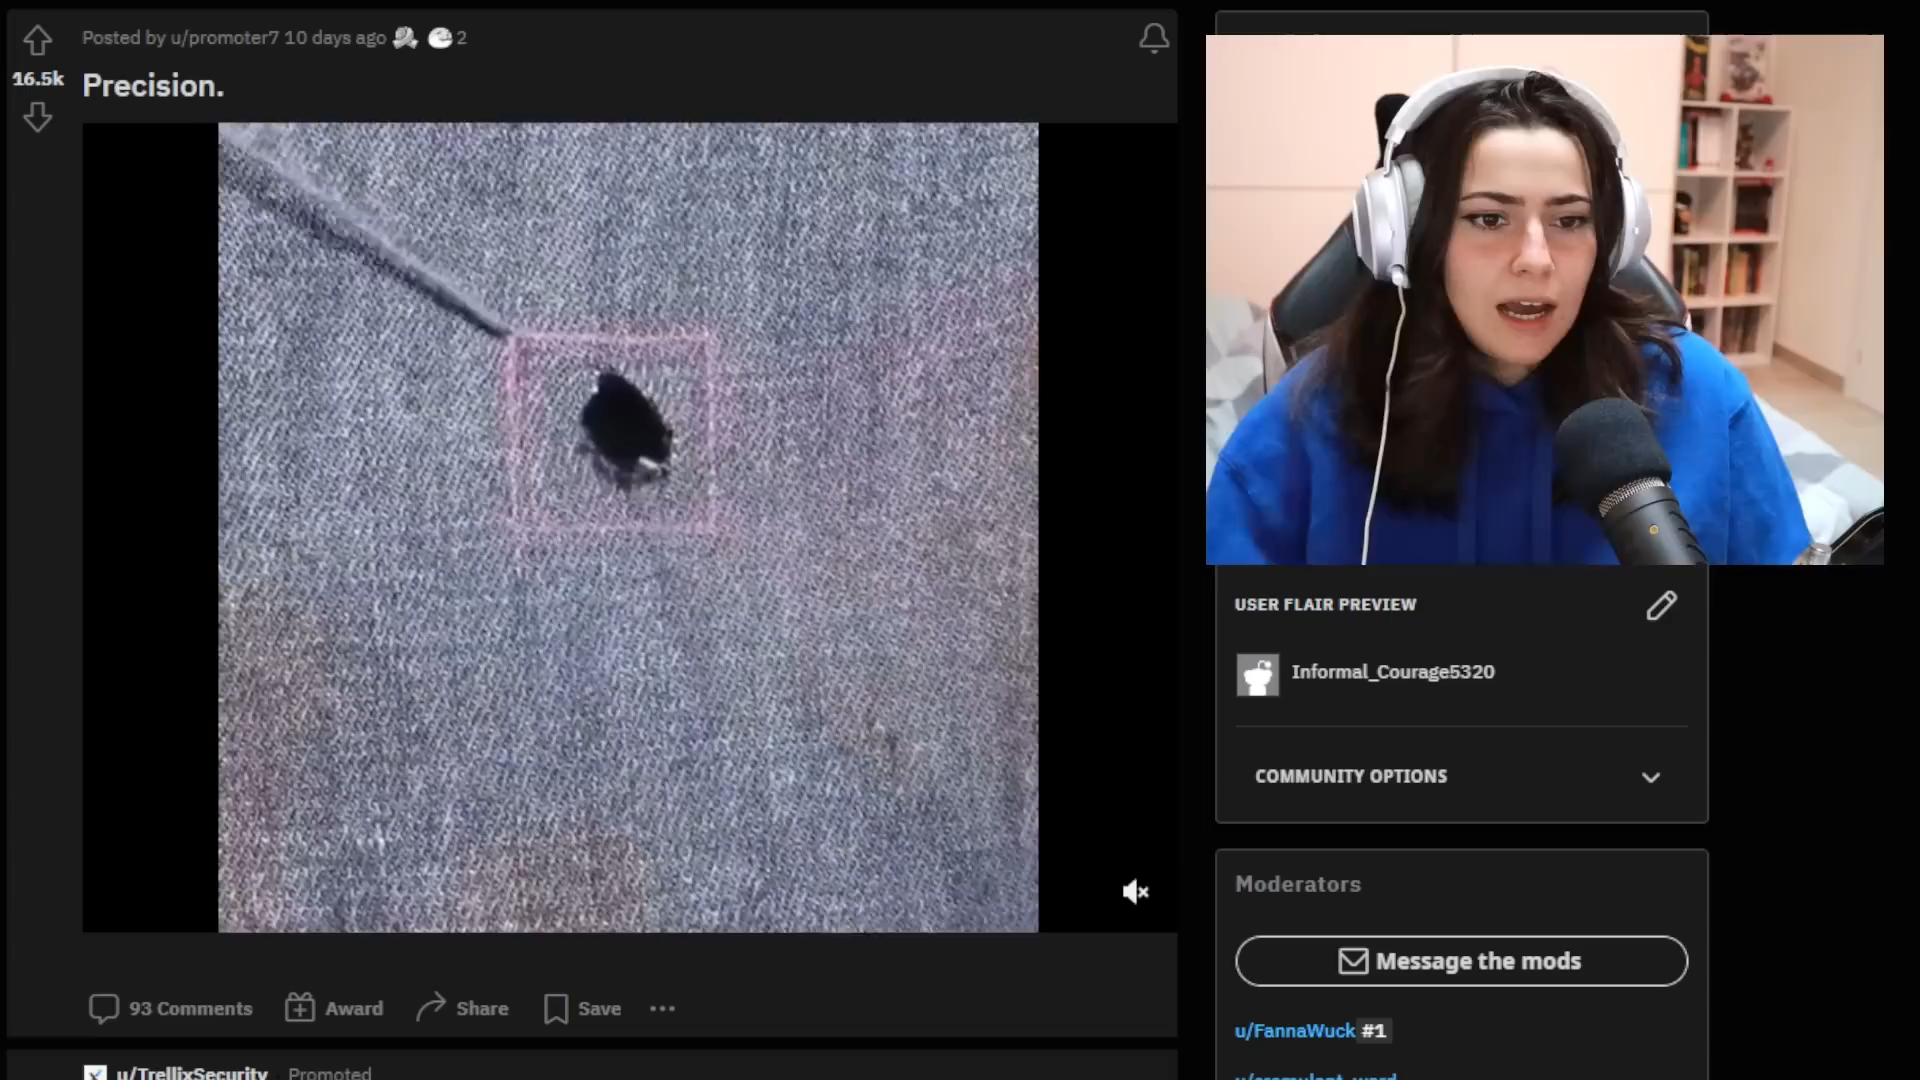 Posted by u/promoter7 10 days ago 2
16.5k
Precision.
93 Comments
Award
Share
Save
u/TrellixSecurity Promoted
USER FLAIR PREVIEW
Informal_Courage5320
COMMUNITY OPTIONS
Moderators
Message the mods
u/FannaWuck #1